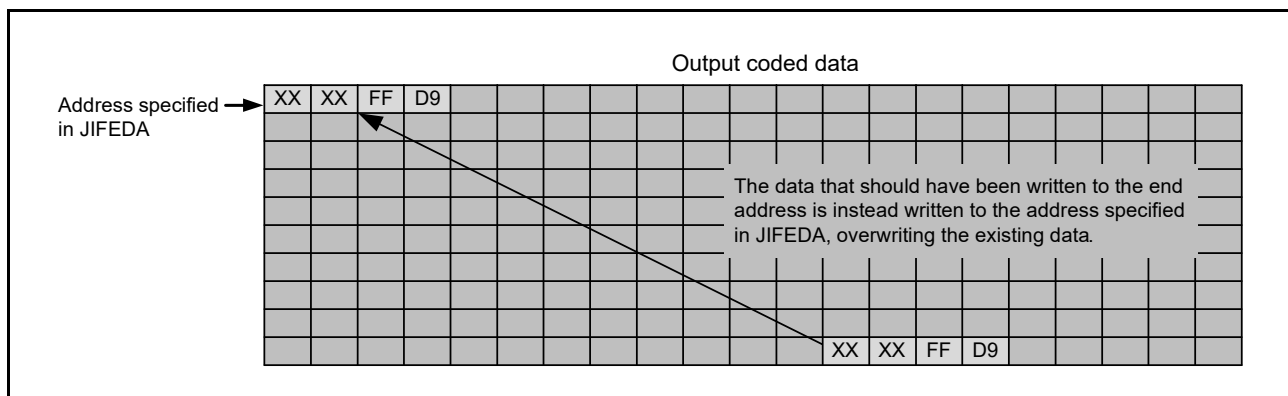 Output coded data
Address specified
in JIFEDA
XX XX FF D9
The data that should have been written to the end
address is instead written to the address specified
in JIFEDA, overwriting the existing data.
XX XX FF D9